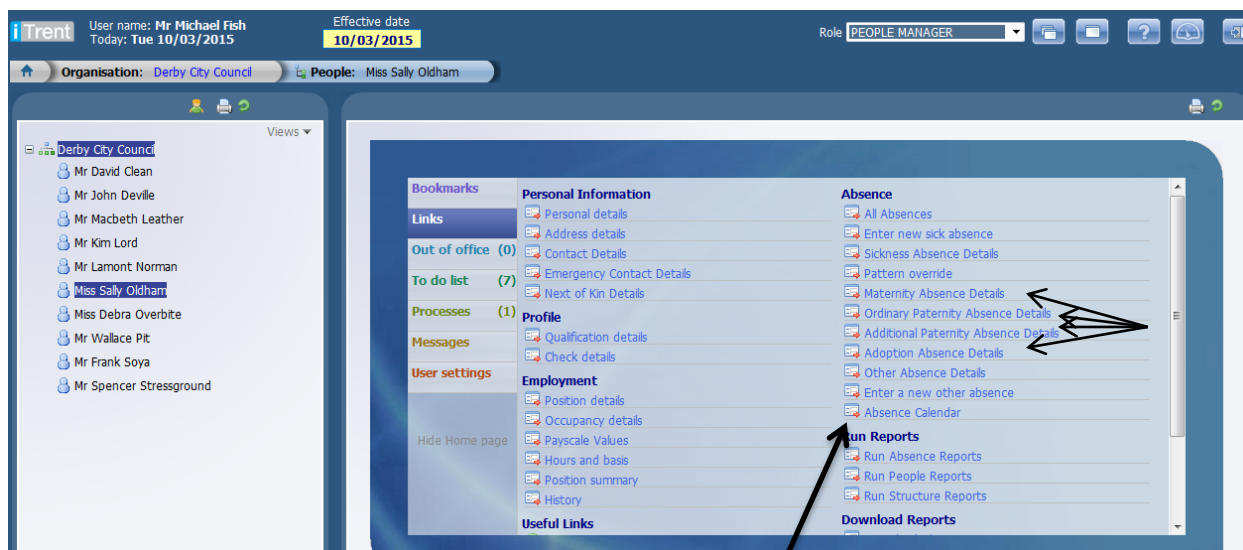 iTrent
User name: Mr Michael Fish
Today: Tue 10/03/2015
Effective date
10/03/2015
Role PEOPLE MANAGER
?
Organisation: Derby City Council
People: Miss Sally Oldham
Views
Derby City Council
Mr David Clean
Mr John Deville
Mr Macbeth Leather
Mr Kim Lord
Mr Lamont Norman
Miss Sally Oldham
Miss Debra Overbite
Mr Wallace Pit
Mr Frank Soya
Mr Spencer Stressground
Bookmarks
Links
Out of office (0)
To do list (7)
Processes (1)
Messages
User settings
Hide Home page
Personal Information
Personal details
Address details
Contact Details
Emergency Contact Details
Next of Kin Details
Profile
Qualification details
Check details
Employment
Position details
Occupancy details
Payscale Values
Hours and basis
Position summary
History
Useful Links
Absence
All Absences
Enter new sick absence
Sickness Absence Details
Pattern override
Maternity Absence Details
Ordinary Paternity Absence Details
Additional Paternity Absence Details
Adoption Absence Details
Other Absence Details
Enter a new other absence
Absence Calendar
Run Reports
Run Absence Reports
Run People Reports
Run Structure Reports
Download Reports